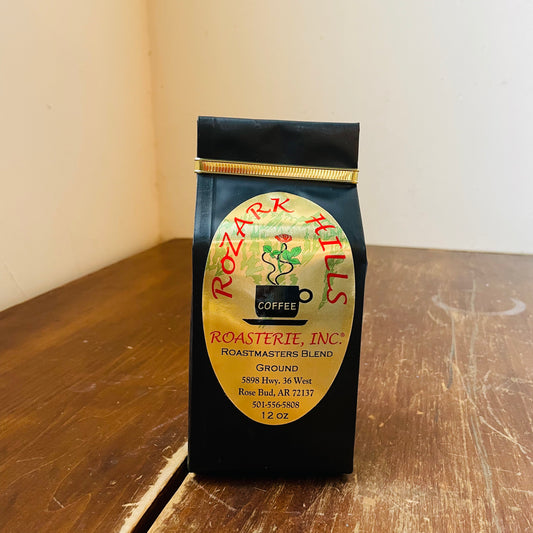 ROZARK HILLS
COFFEE
ROASTERIE, INC.®
ROASTMASTERS BLEND
GROUND
5898 Hwy. 36 West
Rose Bud, AR 72137
501-556-5808
12 OZ